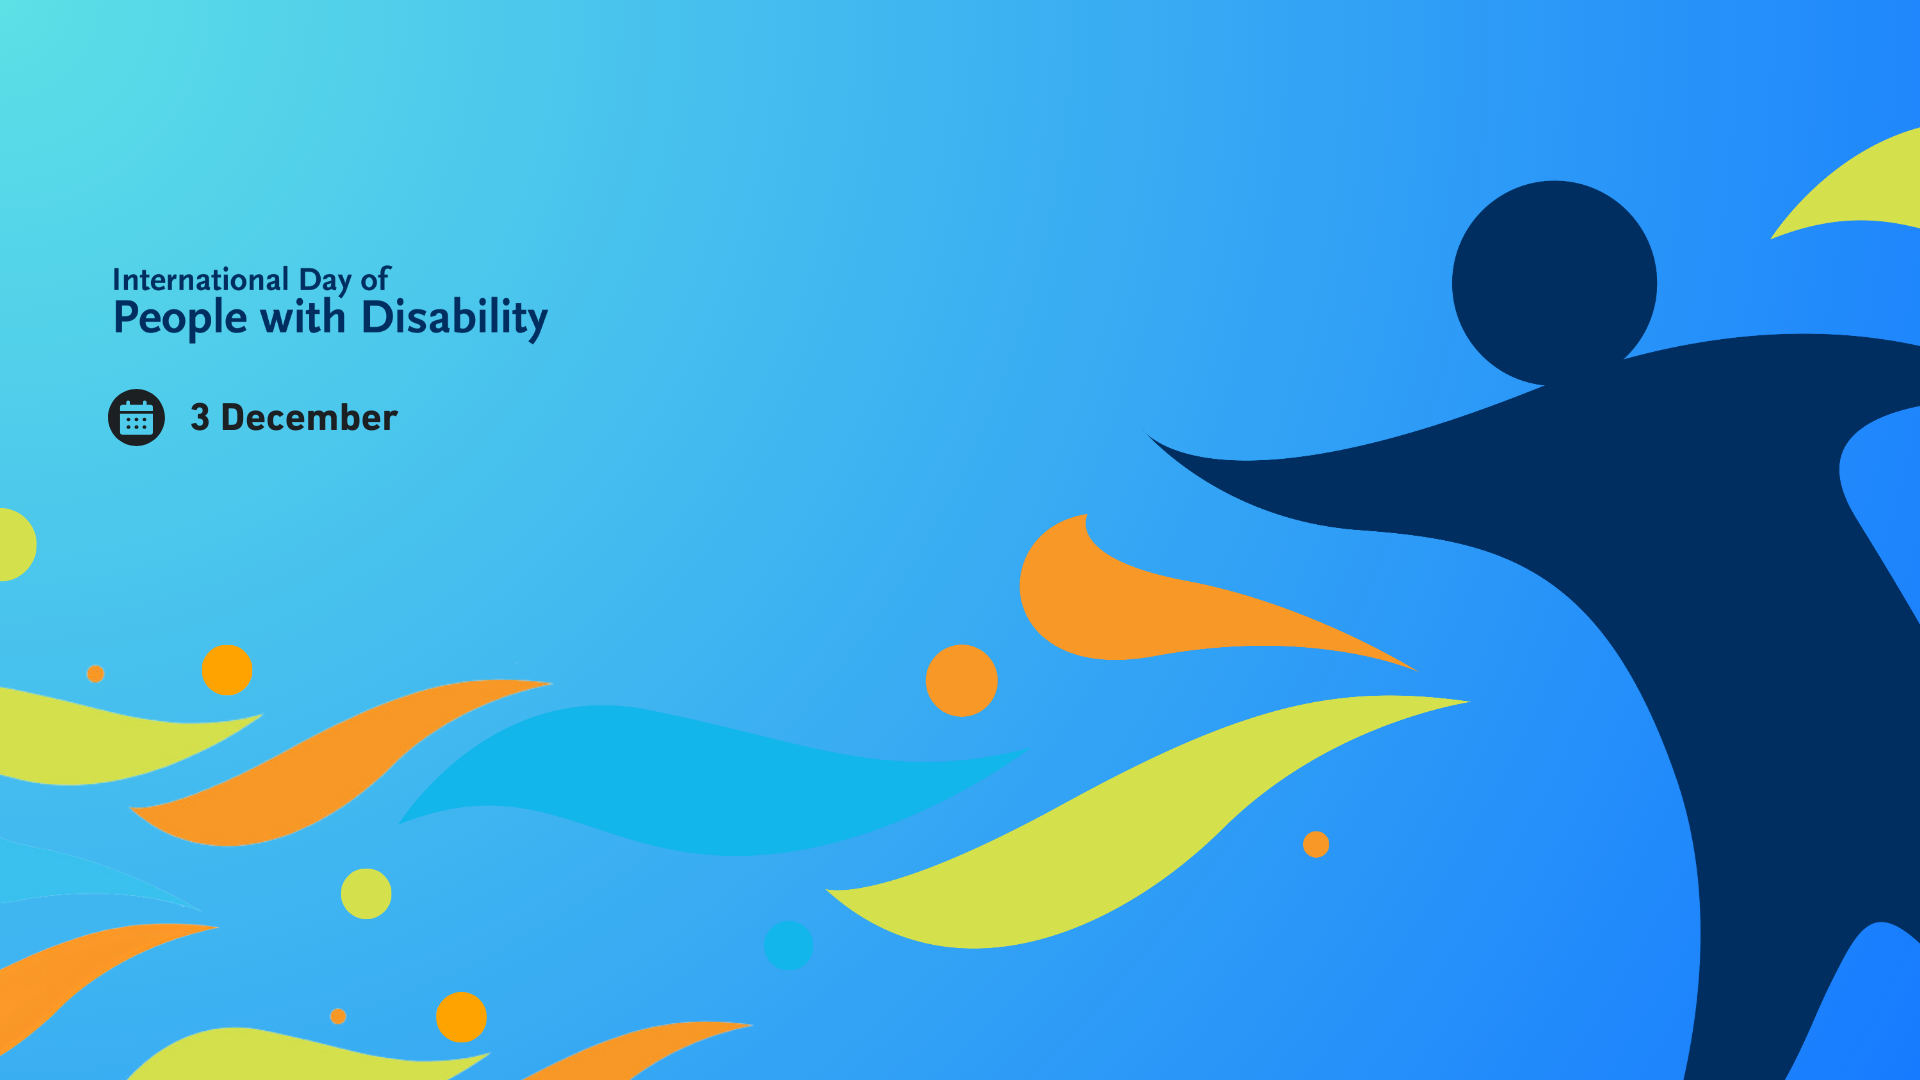 International Day of
People with Disability
3 December